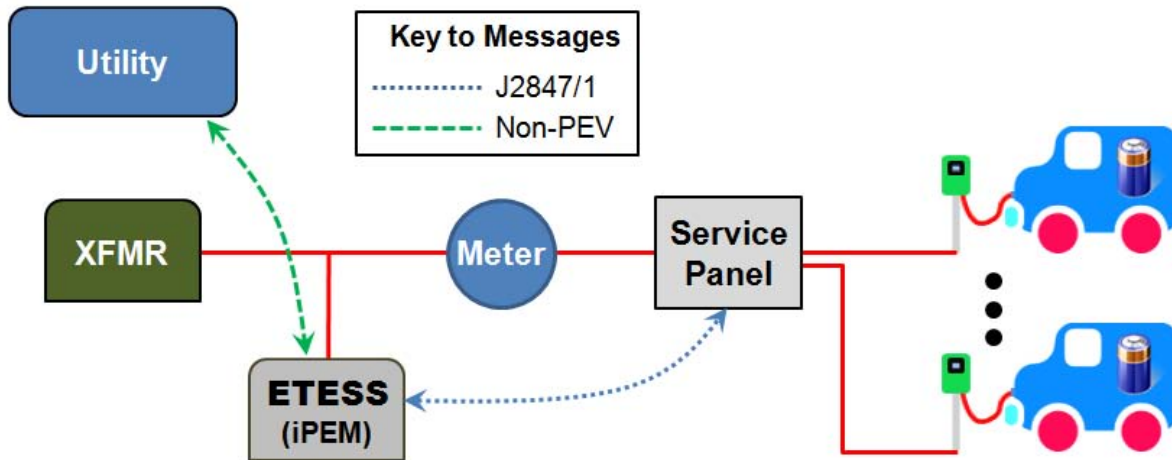 Utility
Key to Messages
J2847/1
Non-PEV
XFMR
Meter
Service
Panel
ETESS
(iPEM)